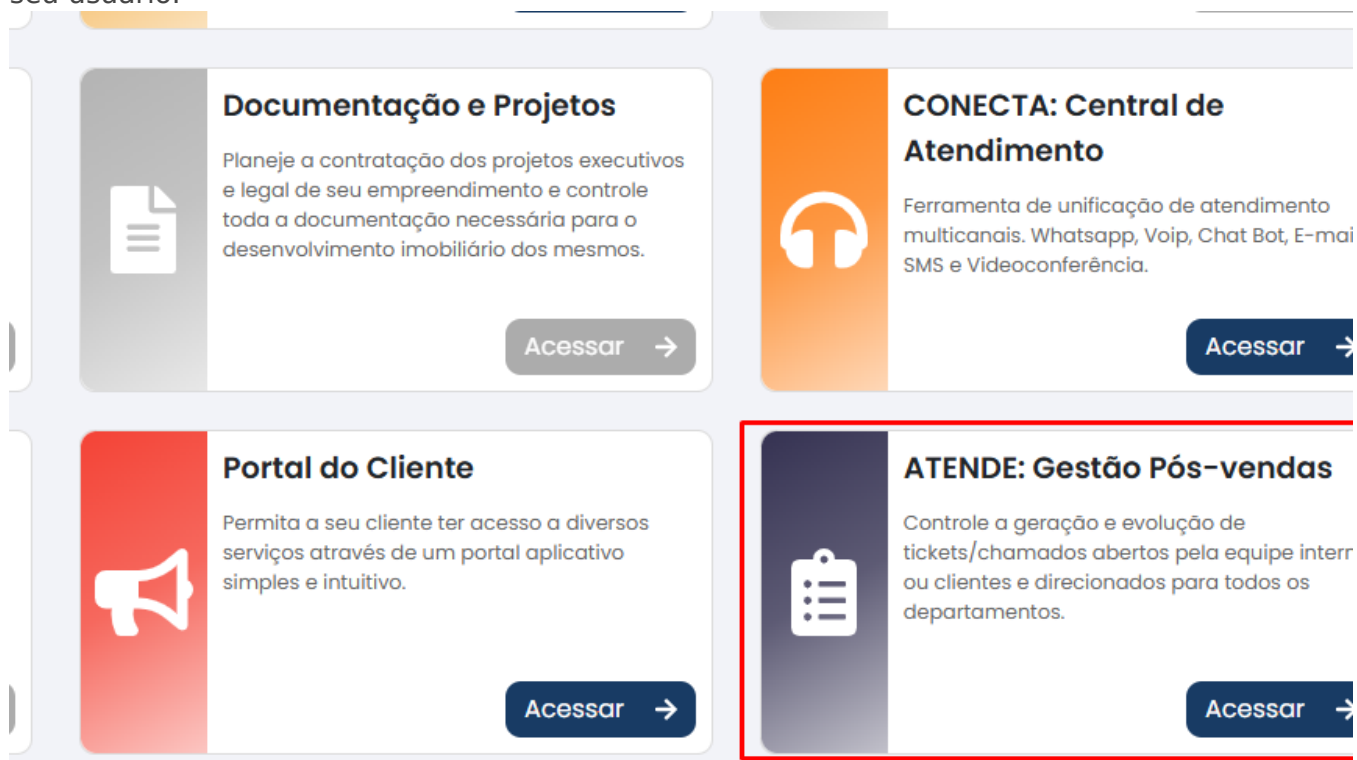 seu usuário.
Documentação e Projetos
Planeje a contratação dos projetos executivos
e legal de seu empreendimento e controle
toda a documentação necessária para o
desenvolvimento imobiliário dos mesmos.
Acessar
CONECTA: Central de
Atendimento
Ferramenta de unificação de atendimento
multicanais. Whatsapp, Voip, Chat Bot, E-mai
SMS e Videoconferência.
Acessar
Portal do Cliente
Permita a seu cliente ter acesso a diversos
serviços através de um portal aplicativo
simples e intuitivo.
Acessar
ATENDE: Gestão Pós-vendas
Controle a geração e evolução de
tickets/chamados abertos pela equipe intern
ou clientes e direcionados para todos os
departamentos.
Acessar